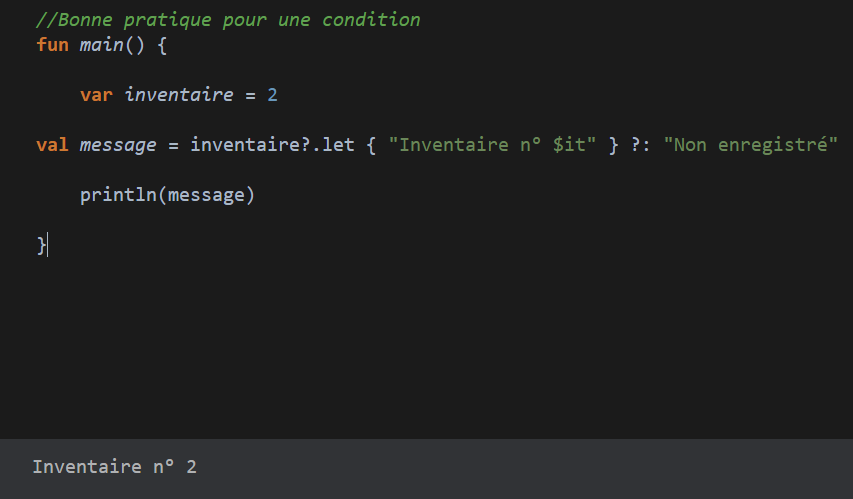 //Bonne pratique pour une condition
fun main() {
var inventaire = 2
val message = inventaire?.let { "Inventaire n° $it" } ?: "Non enregistré"
println(message)
}
Inventaire n° 2